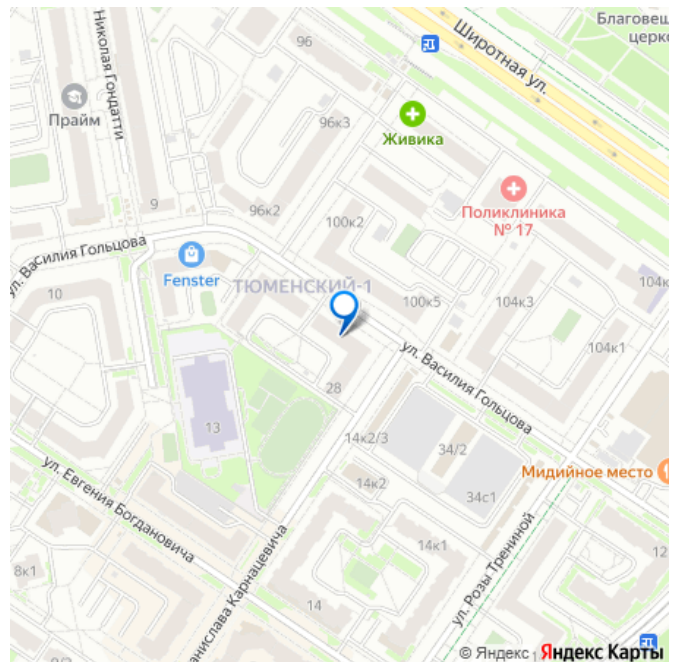 Благовещ
церко
Широтная ул.
96
Николая Гондатти
Прайм
96к3
Живика
Поликлиника
№ 17
9
96к2
100к2
ул. Василия Гольцова
Fenster
ТЮМЕНСКИЙ-1
10
100к5
104к3
104к
104к1
ул. Василия Гольцова
28
13
14к2/3
34/2
Мидийное место
14к2
34с1
ул. Евгения Богдановича
14к1
8к1
ул. Розы Трениной
12
14
анислава Карнацевича
© Яндекс Яндекс Карты